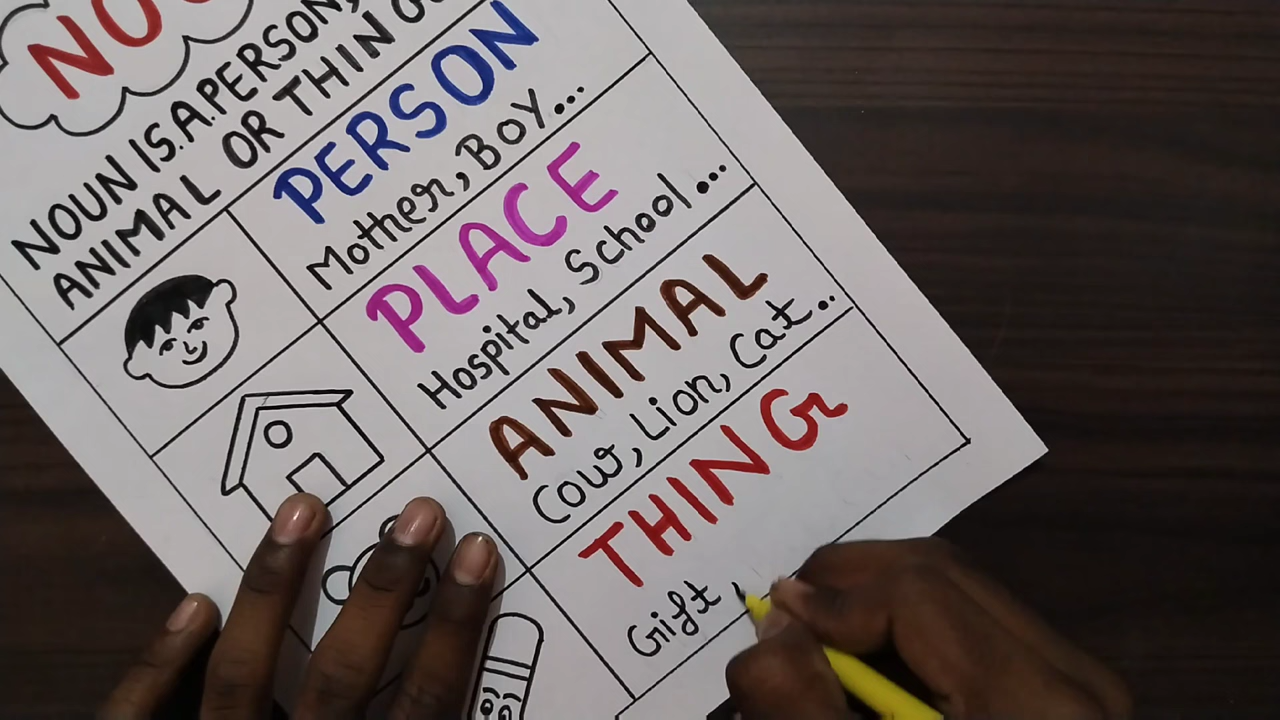 NOUN IS.A.PERSON,
ANIMAL OR THIN
PERSON
Mother, Boy...
PLACE
Hospital, School...
ANIMAL
Cow, Lion, Cat..
THING
Gift ,